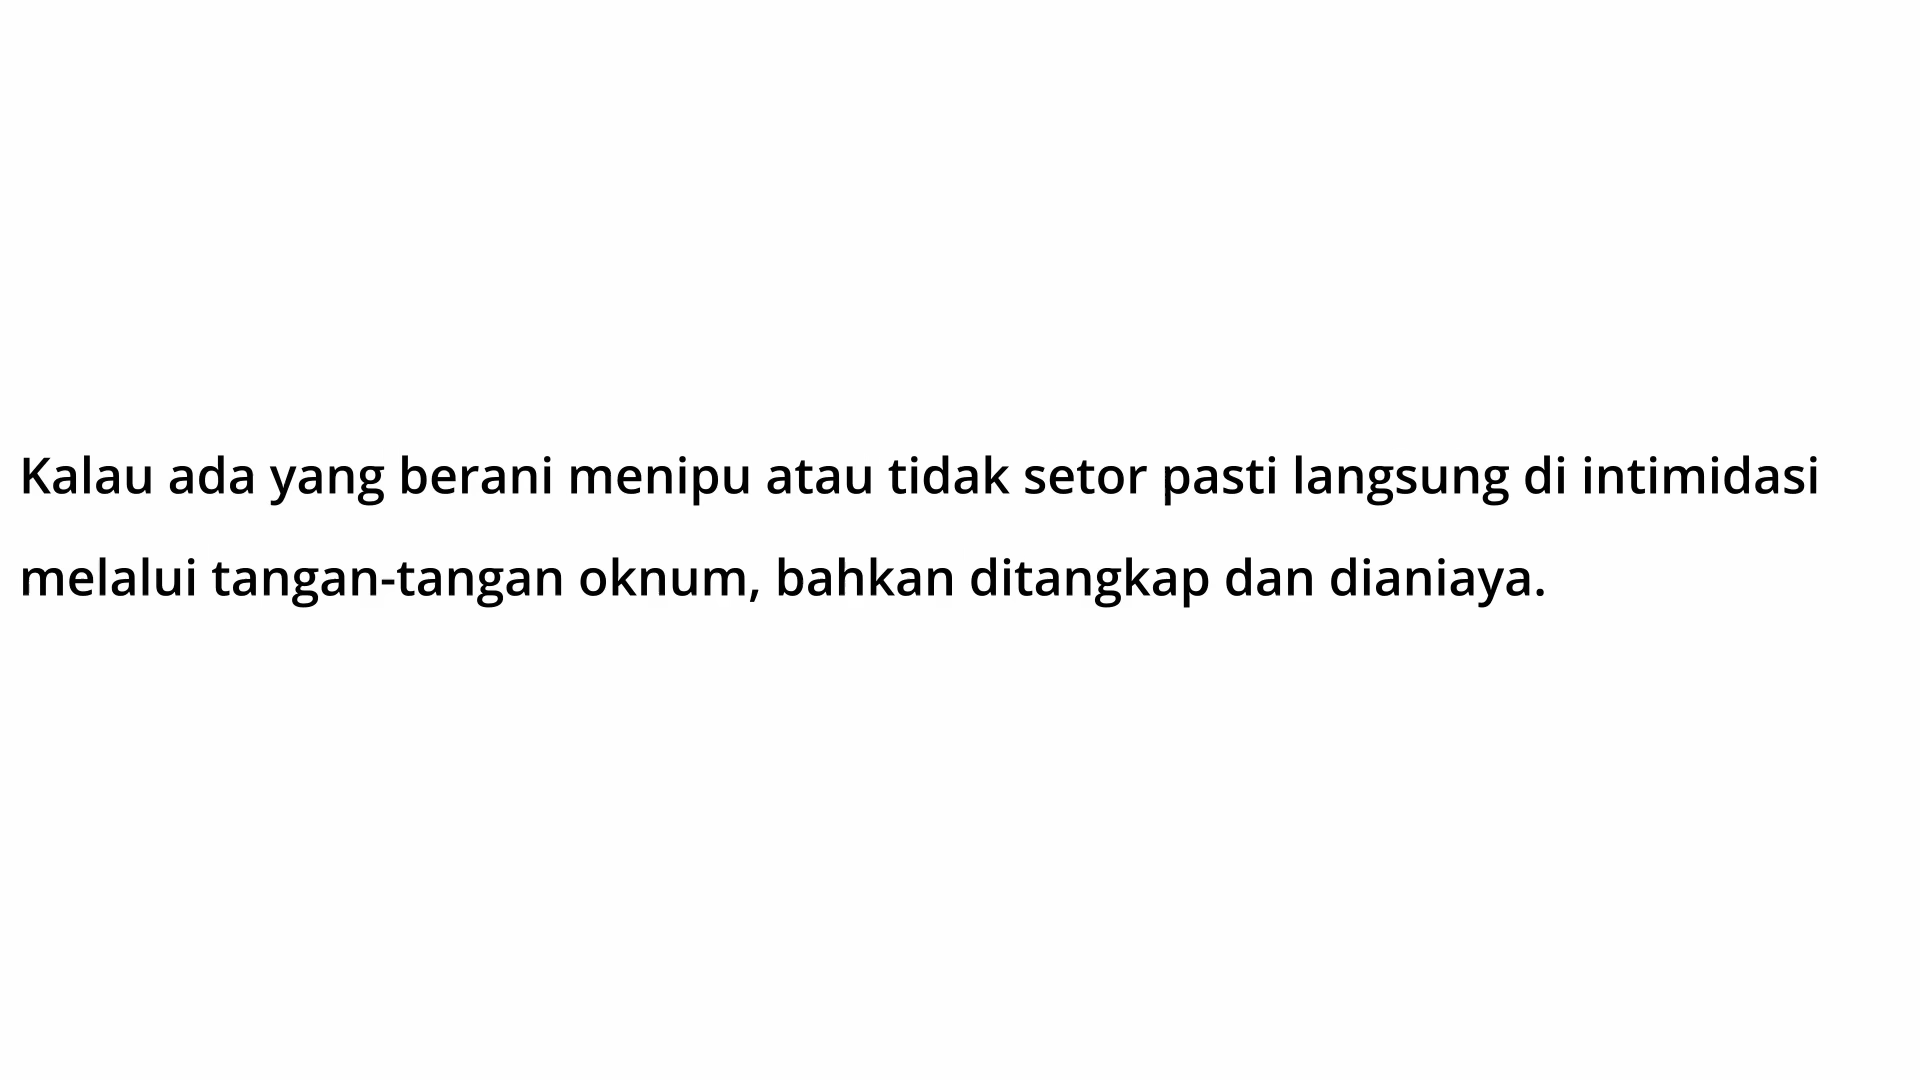 Kalau ada yang berani menipu atau tidak setor pasti langsung di intimidasi
melalui tangan-tangan oknum, bahkan ditangkap dan dianiaya.